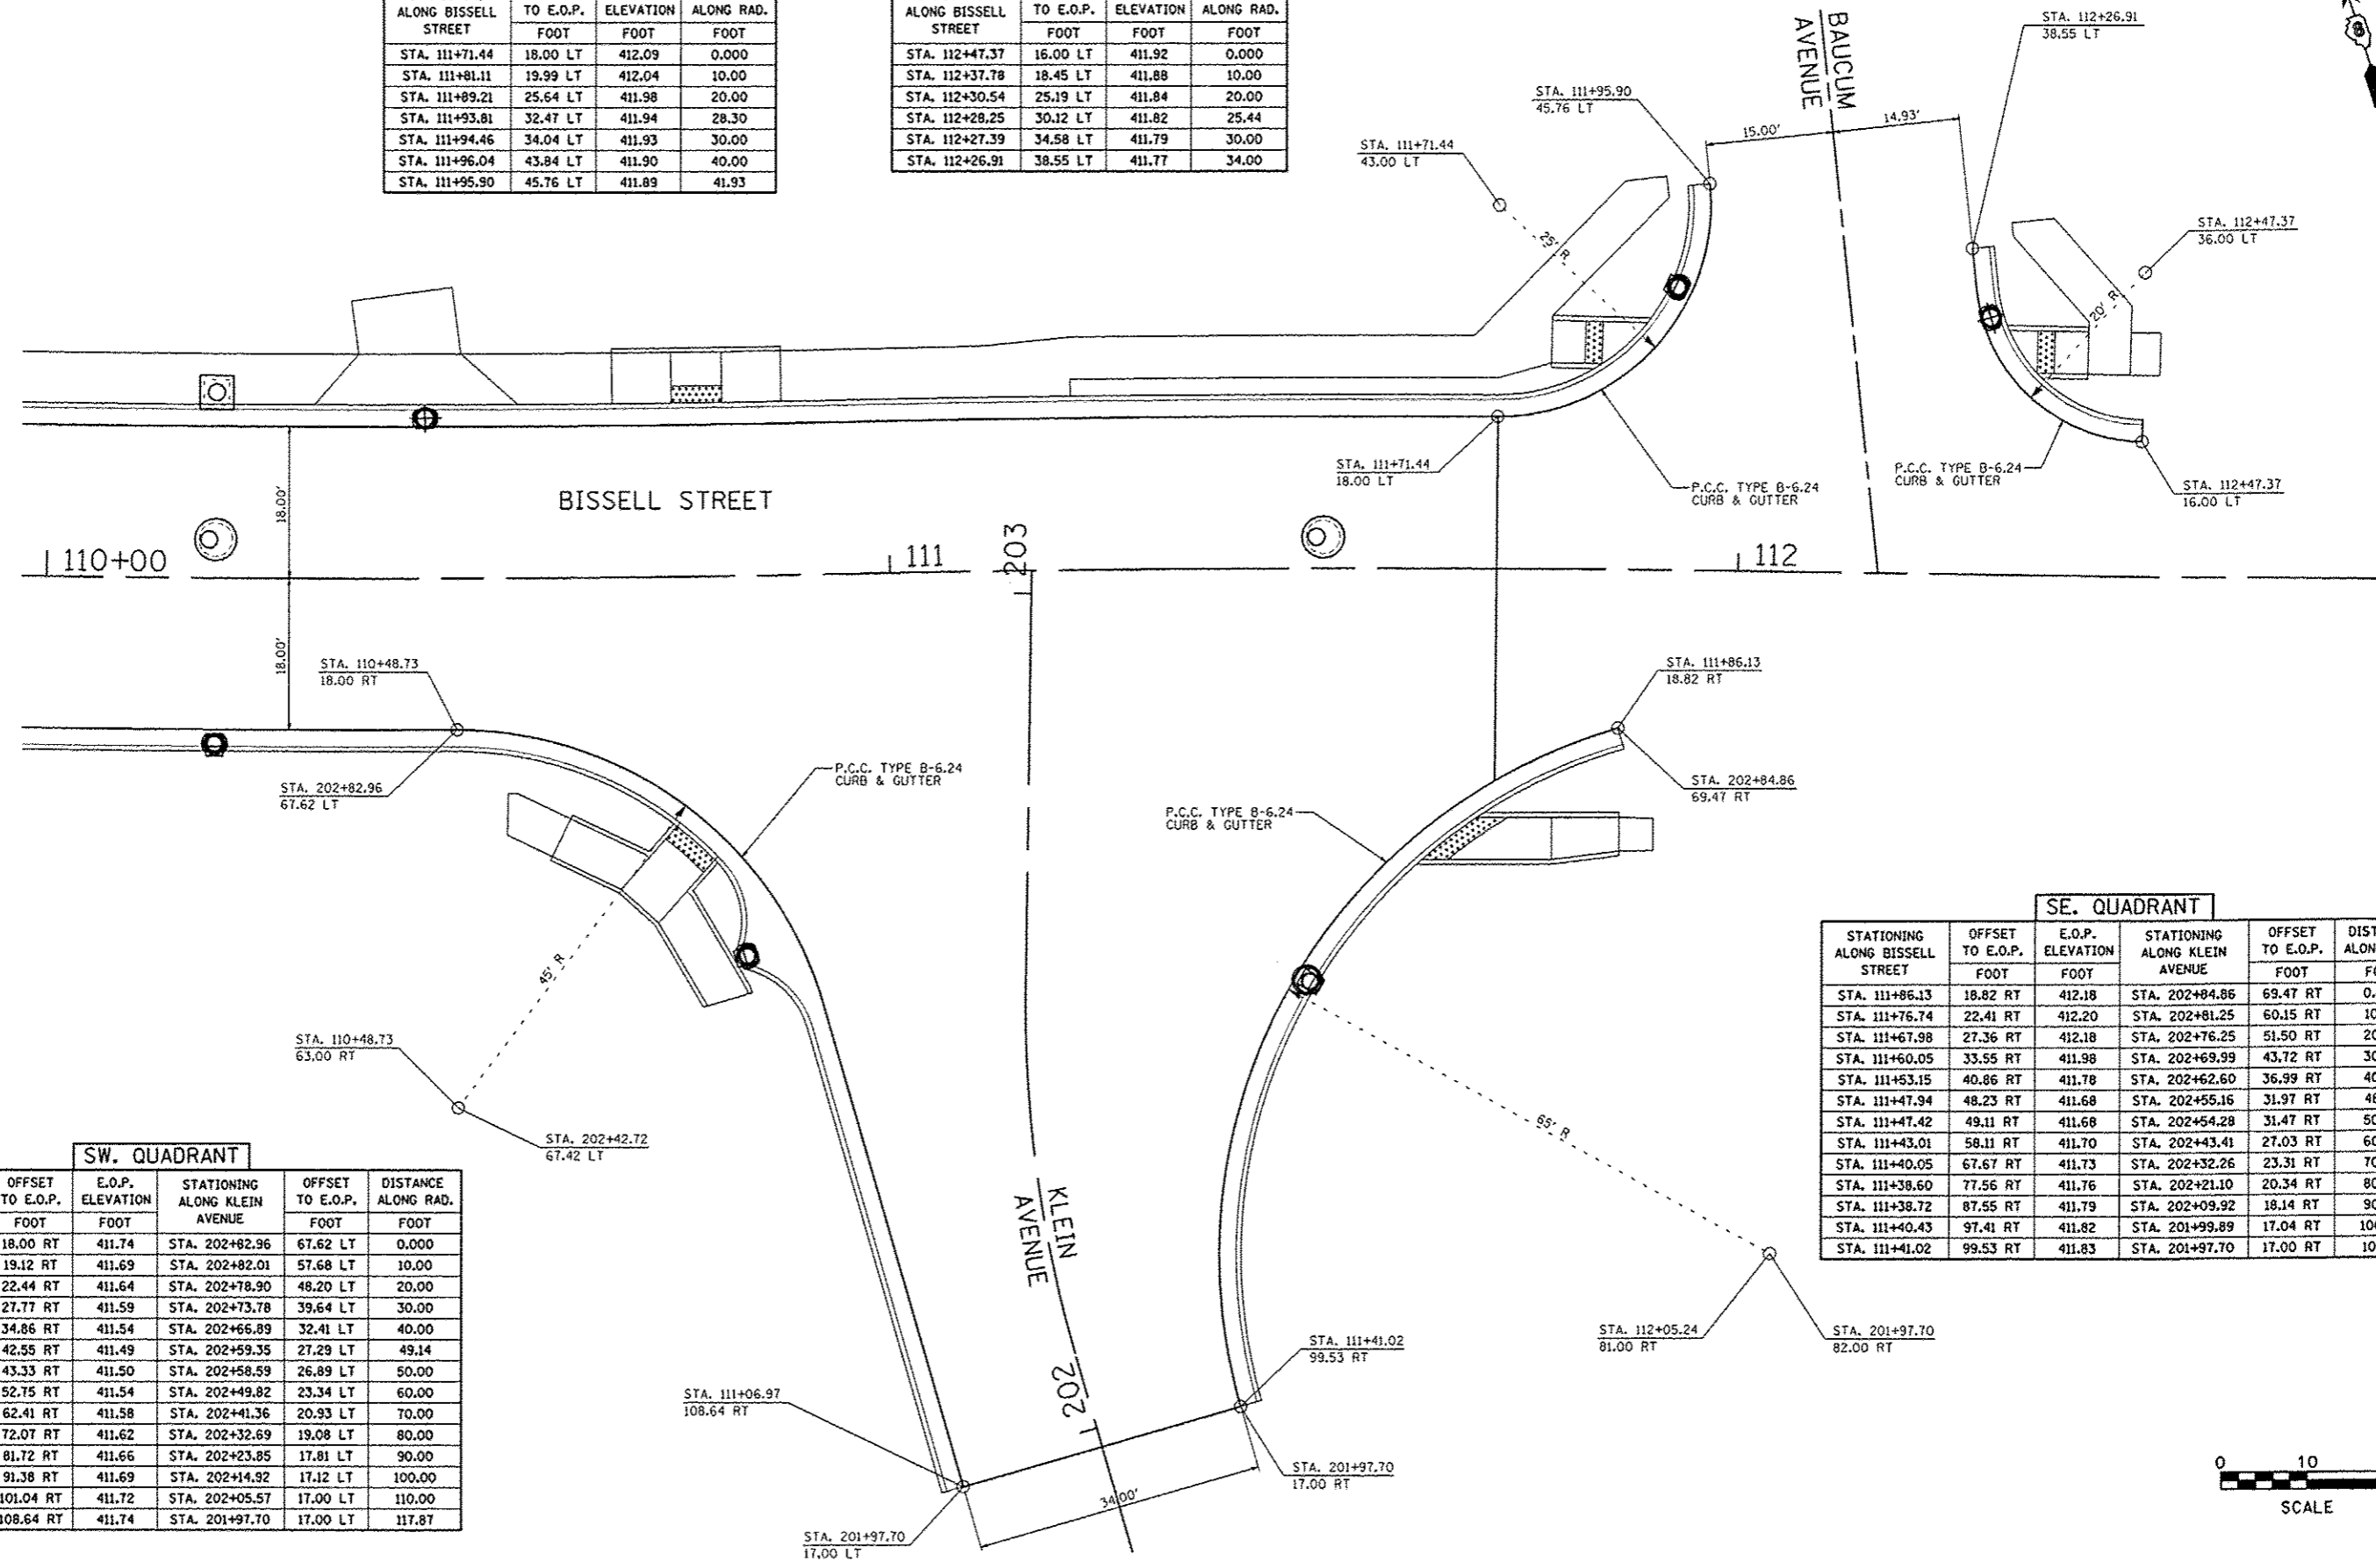 ALONG BISSELL STREET | TO E.O.P. | ELEVATION | ALONG RAD.
FOOT | FOOT | FOOT
STA. 111+71.44 | 18.00 LT | 412.09 | 0.000
STA. 111+81.11 | 19.99 LT | 412.04 | 10.00
STA. 111+89.21 | 25.64 LT | 411.98 | 20.00
STA. 111+93.81 | 32.47 LT | 411.94 | 28.30
STA. 111+94.46 | 34.04 LT | 411.93 | 30.00
STA. 111+96.04 | 43.84 LT | 411.90 | 40.00
STA. 111+95.90 | 45.76 LT | 411.89 | 41.93
ALONG BISSELL STREET | TO E.O.P. | ELEVATION | ALONG RAD.
FOOT | FOOT | FOOT
STA. 112+47.37 | 16.00 LT | 411.92 | 0.000
STA. 112+37.78 | 18.45 LT | 411.88 | 10.00
STA. 112+30.54 | 25.19 LT | 411.84 | 20.00
STA. 112+28.25 | 30.12 LT | 411.82 | 25.44
STA. 112+27.39 | 34.58 LT | 411.79 | 30.00
STA. 112+26.91 | 38.55 LT | 411.77 | 34.00
BAUCUM
AVENUE
STA. 112+26.91
38.55 LT
STA. 111+95.90
45.76 LT
15.00'
14.93'
STA. 111+71.44
43.00 LT
25' R
STA. 112+47.37
36.00 LT
20' R
STA. 111+71.44
18.00 LT
P.C.C. TYPE B-6.24
CURB & GUTTER
P.C.C. TYPE B-6.24
CURB & GUTTER
STA. 112+47.37
16.00 LT
BISSELL STREET
18.00'
110+00
111
203
112
18.00'
STA. 110+48.73
18.00 RT
STA. 111+86.13
18.82 RT
STA. 202+82.96
67.62 LT
P.C.C. TYPE B-6.24
CURB & GUTTER
P.C.C. TYPE B-6.24
CURB & GUTTER
STA. 202+84.86
69.47 RT
45' R
STA. 110+48.73
63.00 RT
STA. 202+42.72
67.42 LT
65' R
SE. QUADRANT
STATIONING ALONG BISSELL STREET | OFFSET TO E.O.P. | E.O.P. ELEVATION | STATIONING ALONG KLEIN AVENUE | OFFSET TO E.O.P. | DIST ALON
FOOT | FOOT | FOOT | F
STA. 111+86.13 | 18.82 RT | 412.18 | STA. 202+84.86 | 69.47 RT | 0.
STA. 111+76.74 | 22.41 RT | 412.20 | STA. 202+81.25 | 60.15 RT | 10
STA. 111+67.98 | 27.36 RT | 412.18 | STA. 202+76.25 | 51.50 RT | 20
STA. 111+60.05 | 33.55 RT | 411.98 | STA. 202+69.99 | 43.72 RT | 30
STA. 111+53.15 | 40.86 RT | 411.78 | STA. 202+62.60 | 36.99 RT | 40
STA. 111+47.94 | 48.23 RT | 411.68 | STA. 202+55.16 | 31.97 RT | 48
STA. 111+47.42 | 49.11 RT | 411.68 | STA. 202+54.28 | 31.47 RT | 50
STA. 111+43.01 | 58.11 RT | 411.70 | STA. 202+43.41 | 27.03 RT | 60
STA. 111+40.05 | 67.67 RT | 411.73 | STA. 202+32.26 | 23.31 RT | 70
STA. 111+38.60 | 77.56 RT | 411.76 | STA. 202+21.10 | 20.34 RT | 80
STA. 111+38.72 | 87.55 RT | 411.79 | STA. 202+09.92 | 18.14 RT | 90
STA. 111+40.43 | 97.41 RT | 411.82 | STA. 201+99.89 | 17.04 RT | 10
STA. 111+41.02 | 99.53 RT | 411.83 | STA. 201+97.70 | 17.00 RT | 10
SW. QUADRANT
OFFSET TO E.O.P. | E.O.P. ELEVATION | STATIONING ALONG KLEIN AVENUE | OFFSET TO E.O.P. | DISTANCE ALONG RAD.
FOOT | FOOT | FOOT | FOOT
18.00 RT | 411.74 | STA. 202+82.96 | 67.62 LT | 0.000
19.12 RT | 411.69 | STA. 202+82.01 | 57.68 LT | 10.00
22.44 RT | 411.64 | STA. 202+78.90 | 48.20 LT | 20.00
27.77 RT | 411.59 | STA. 202+73.78 | 39.64 LT | 30.00
34.86 RT | 411.54 | STA. 202+66.89 | 32.41 LT | 40.00
42.55 RT | 411.49 | STA. 202+59.35 | 27.29 LT | 49.14
43.33 RT | 411.50 | STA. 202+58.59 | 26.89 LT | 50.00
52.75 RT | 411.54 | STA. 202+49.82 | 23.34 LT | 60.00
62.41 RT | 411.58 | STA. 202+41.36 | 20.93 LT | 70.00
72.07 RT | 411.62 | STA. 202+32.69 | 19.08 LT | 80.00
81.72 RT | 411.66 | STA. 202+23.85 | 17.81 LT | 90.00
91.38 RT | 411.69 | STA. 202+14.92 | 17.12 LT | 100.00
101.04 RT | 411.72 | STA. 202+05.57 | 17.00 LT | 110.00
108.64 RT | 411.74 | STA. 201+97.70 | 17.00 LT | 117.87
KLEIN
AVENUE
202
STA. 111+41.02
99.53 RT
STA. 112+05.24
81.00 RT
STA. 201+97.70
82.00 RT
STA. 111+06.97
108.64 RT
STA. 201+97.70
17.00 RT
34.00'
STA. 201+97.70
17.00 LT
0 10
SCALE